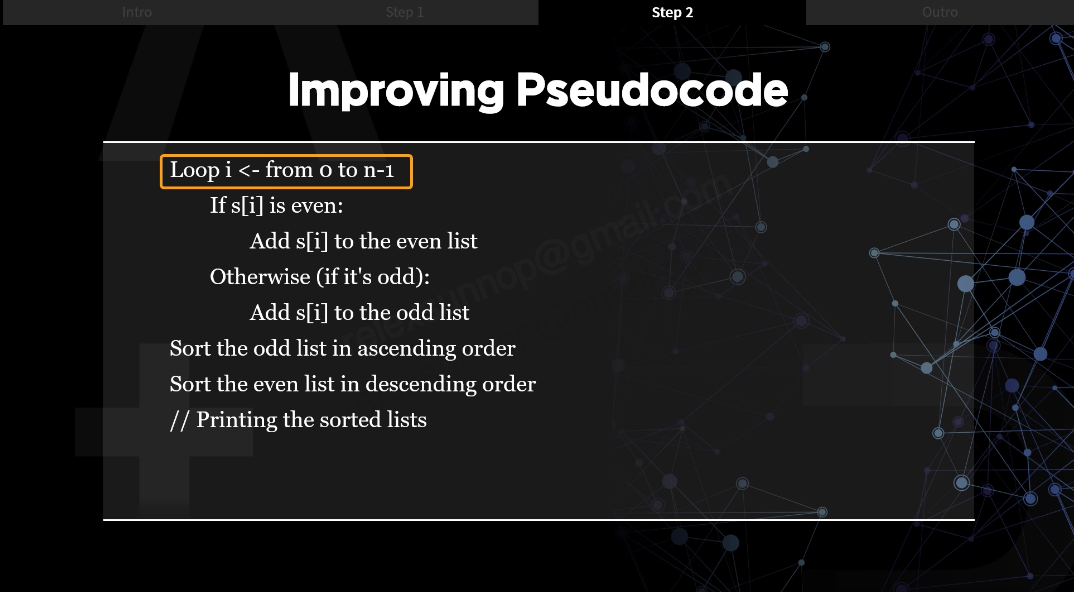 Intro
Step 1
Step 2
Outro
Improving Pseudocode
Loop i <- from 0 to n-1
If s[i] is even:
Add s[i] to the even list
Otherwise (if it's odd):
Add s[i] to the odd list
Sort the odd list in ascending order
Sort the even list in descending order
// Printing the sorted lists